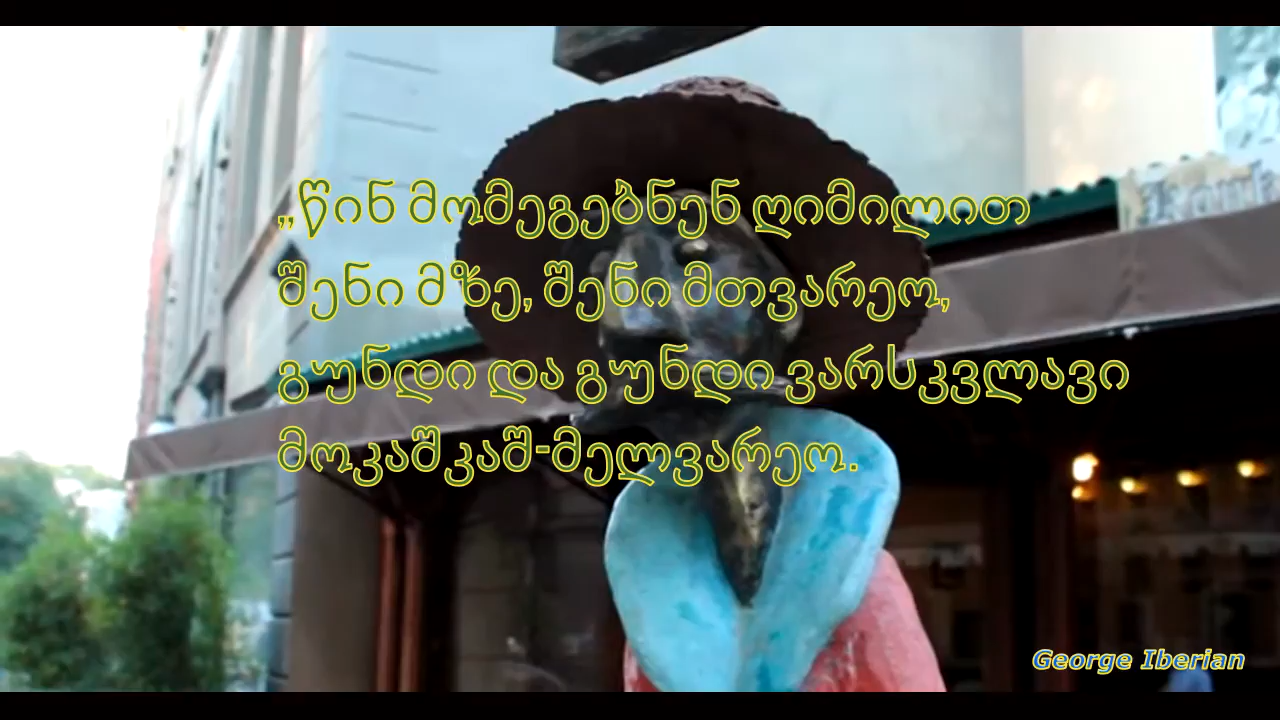 „წინ მომეგებნენ ღიმილით
შენი მზე, შენი მთვარეო,
გუნდი და გუნდი ვარსკვლავი
მოკაშკაშ-მელვარეო.
George Iberian